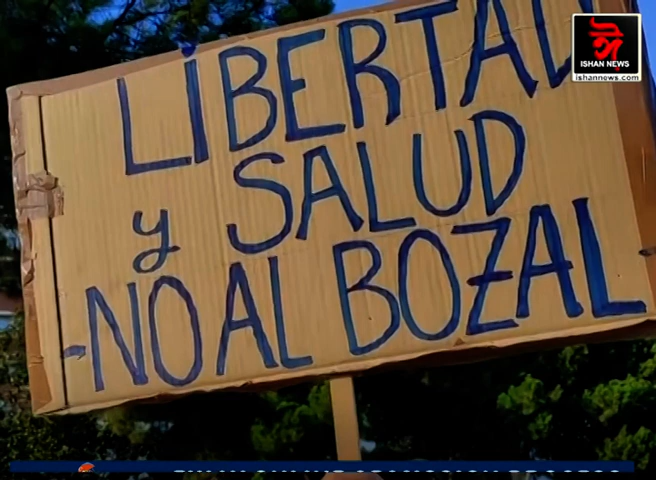 LIBERTAD
y SALUD
-NO AL BOZAL
ISHAN NEWS
ishannews.com